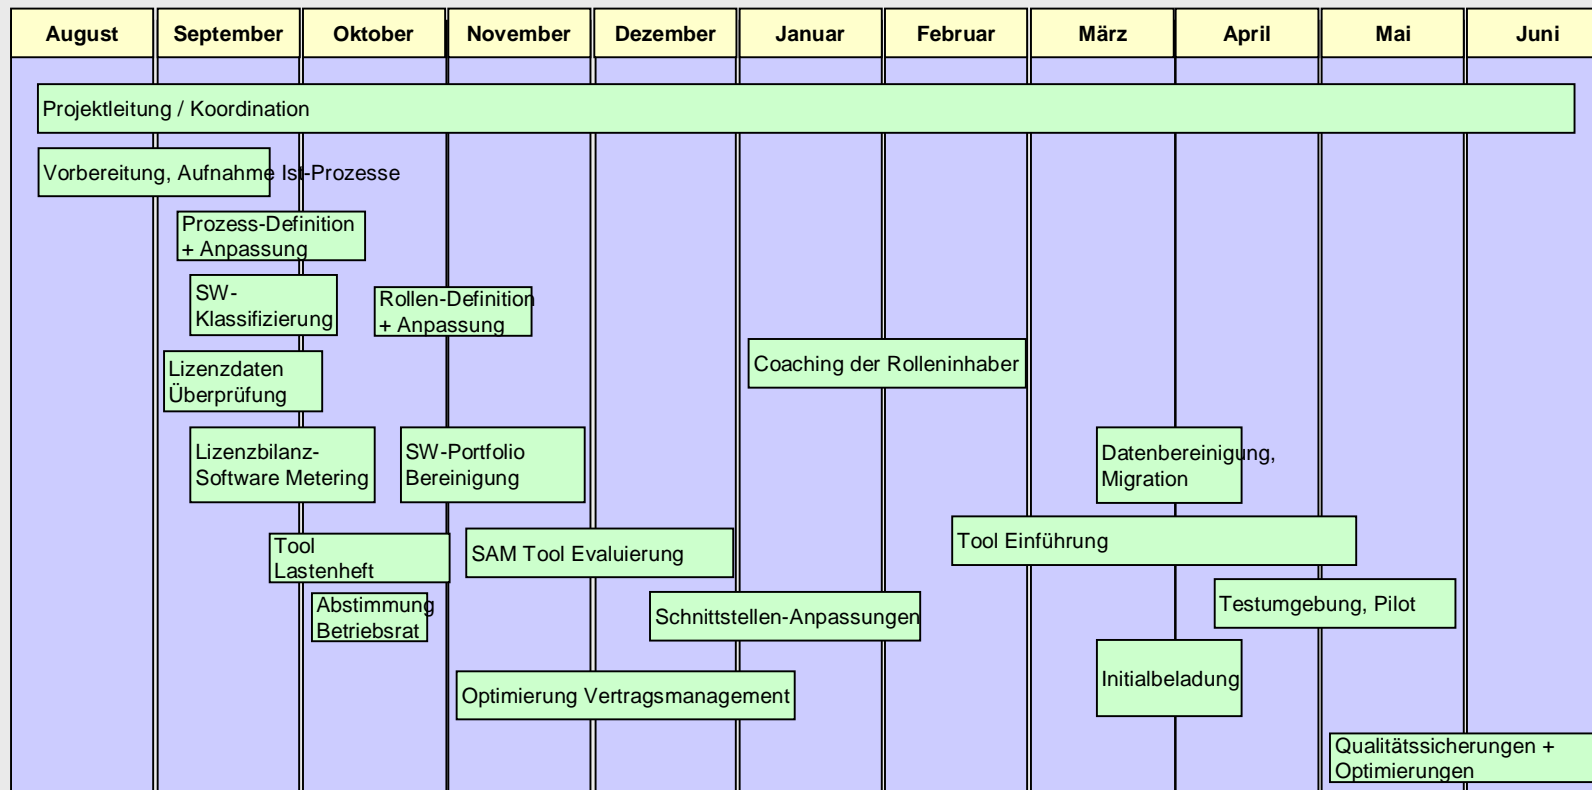 August
September
Oktober
November
Dezember
Januar
Februar
März
April
Mai
Juni
Projektleitung / Koordination
Vorbereitung, Aufnahme Ist-Prozesse
Prozess-Definition
+ Anpassung
SW-
Klassifizierung
Rollen-Definition
+ Anpassung
Lizenzdaten
Überprüfung
Coaching der Rolleninhaber
Lizenzbilanz-
Software Metering
SW-Portfolio
Bereinigung
Datenbereinigung,
Migration
Tool
Lastenheft
SAM Tool Evaluierung
Tool Einführung
Abstimmung
Betriebsrat
Schnittstellen-Anpassungen
Testumgebung, Pilot
Optimierung Vertragsmanagement
Initialbeladung
Qualitätssicherungen +
Optimierungen